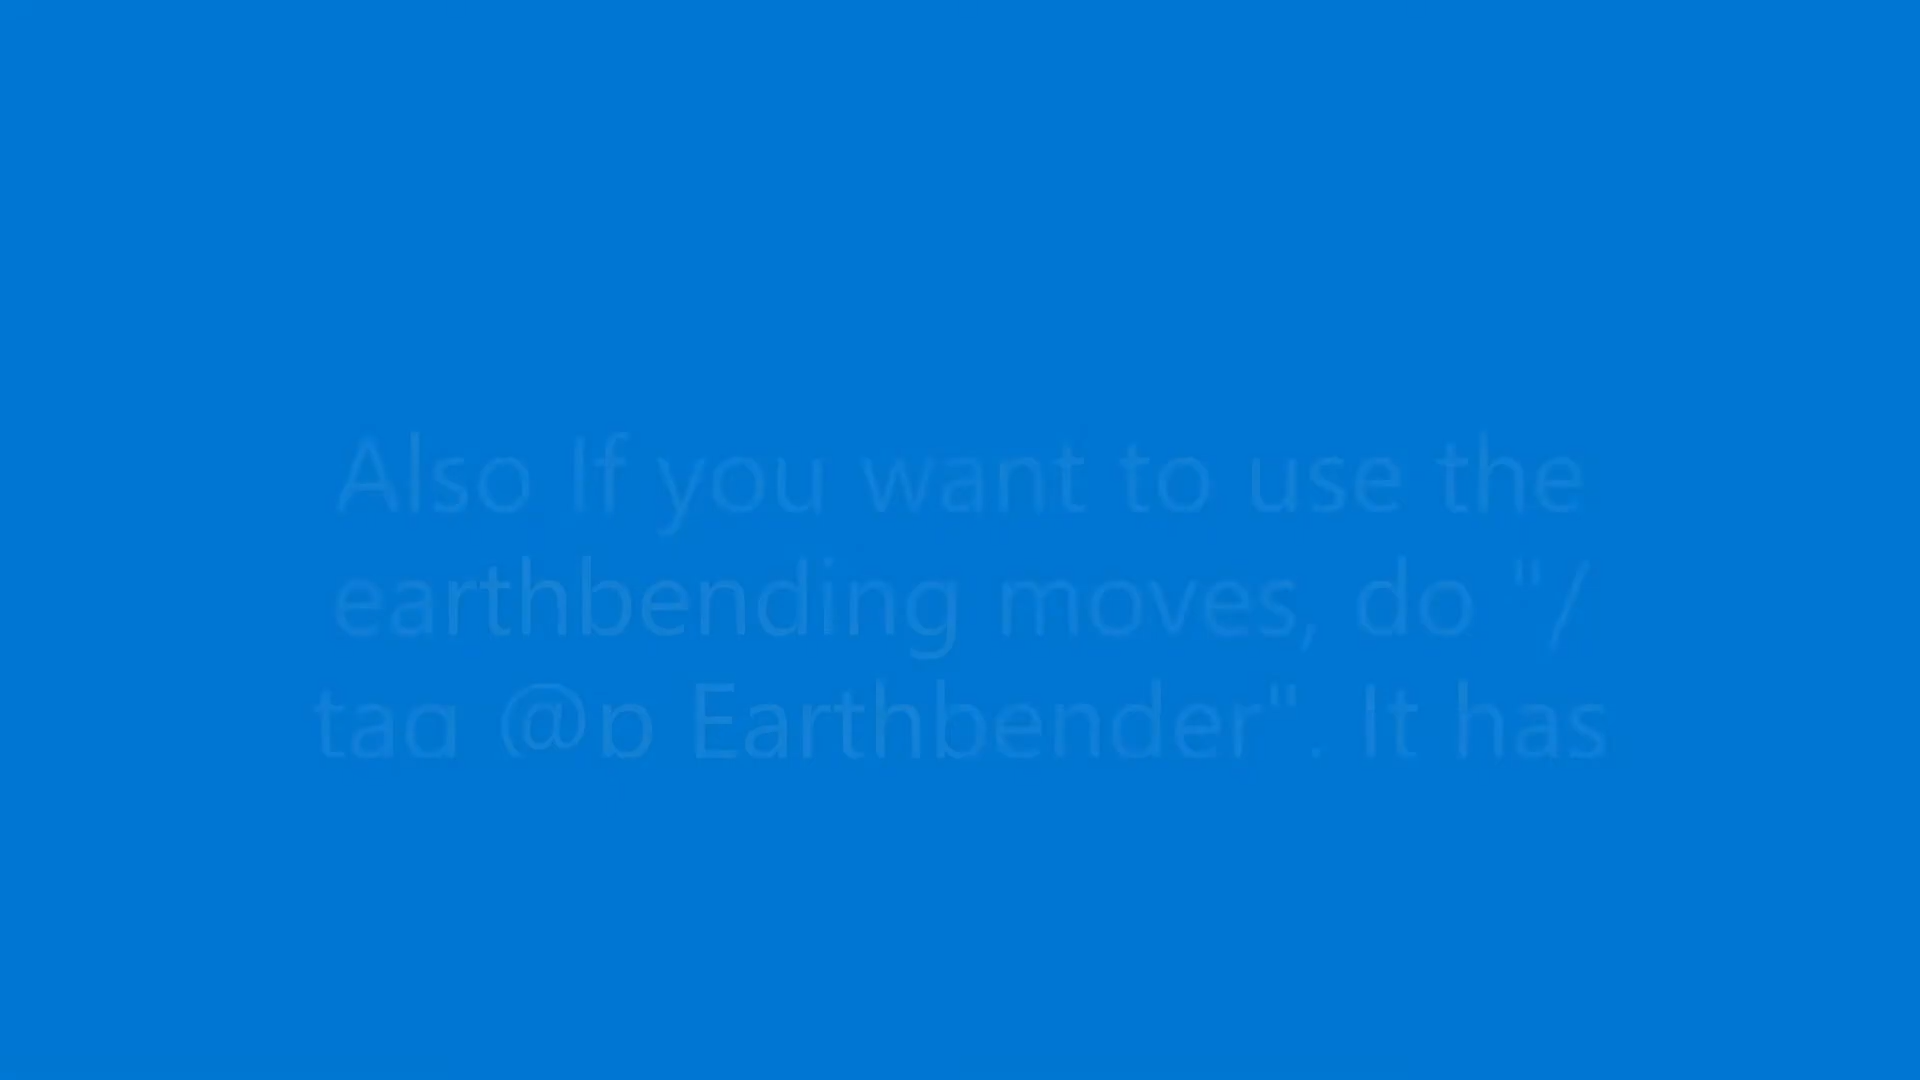 Also If you want to use the
earthbending moves, do "/
tag @p Earthbender". It has